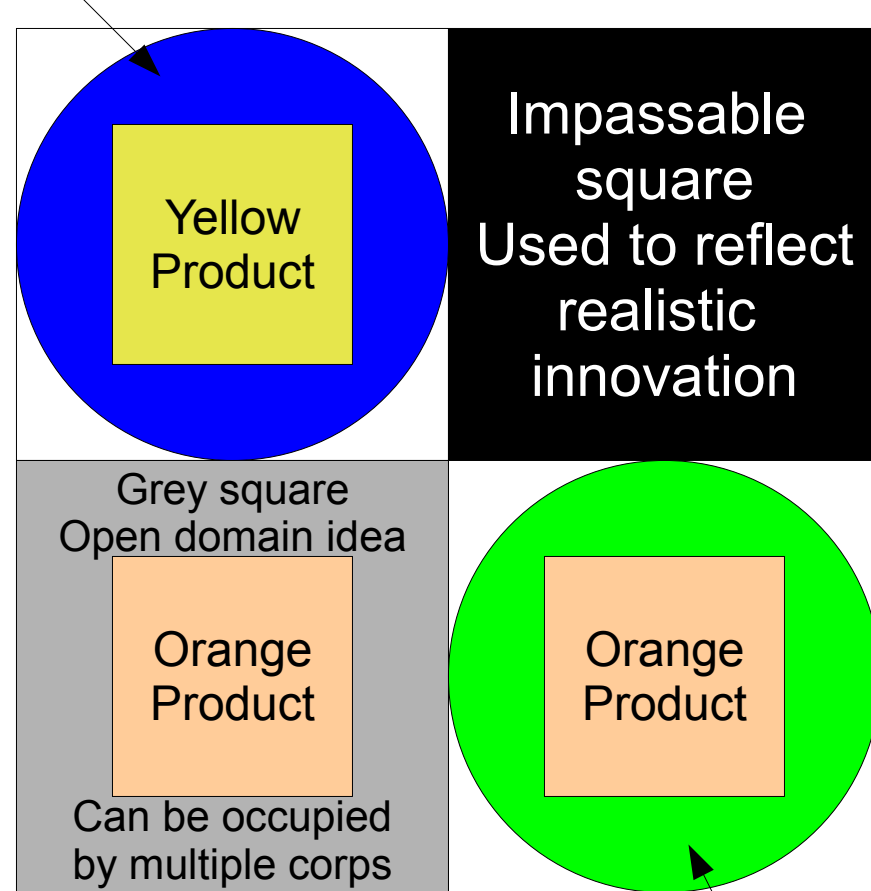 Yellow
Product
Impassable
square
Used to reflect
realistic
innovation
Grey square
Open domain idea
Orange
Product
Can be occupied
by multiple corps
Orange
Product